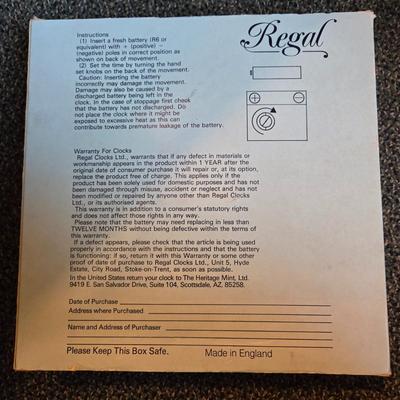 Regal
Instructions
(1) Insert a fresh battery (R6 or
equivalent) with + (positive) −
(negative) poles in correct position as
shown on back of movement.
(2) Set the time by turning the hand
set knobs on the back of the movement.
Caution: Inserting the battery
incorrectly may damage the movement.
Damage may also be caused by a
discharged battery being left in the
clock. In the case of stoppage first check
that the battery has not discharged. Do
not place the clock where it might be
exposed to excessive heat as this can
contribute towards premature leakage of the battery.
+ −
Warranty For Clocks
Regal Clocks Ltd., warrants that if any defect in materials or
workmanship appears in the product within 1 YEAR after the
original date of consumer purchase it will repair or, at its option,
replace the product free of charge. This applies only if the
product has been solely used for domestic purposes and has not
been damaged through misuse, accident or neglect and has not
been modified or repaired by anyone other than Regal Clocks
Ltd., or its authorised agents.
This warranty is in addition to a consumer's statutory rights
and does not affect those rights in any way.
Please note that the battery may need replacing in less than
TWELVE MONTHS without being defective within the terms of
this warranty.
If a defect appears, please check that the article is being used
properly in accordance with the instructions and that the battery
is functioning: if so, return it with this Warranty or some other
proof of date of purchase to Regal Clocks Ltd., Unit 5, Hyde
Estate, City Road, Stoke-on-Trent, as soon as possible.
In the United States return your clock to The Heritage Mint, Ltd.
9419 E. San Salvador Drive, Suite 104, Scottsdale, AZ. 85258.
Date of Purchase
Address where Purchased
Name and Address of Purchaser
Please Keep This Box Safe. Made in England